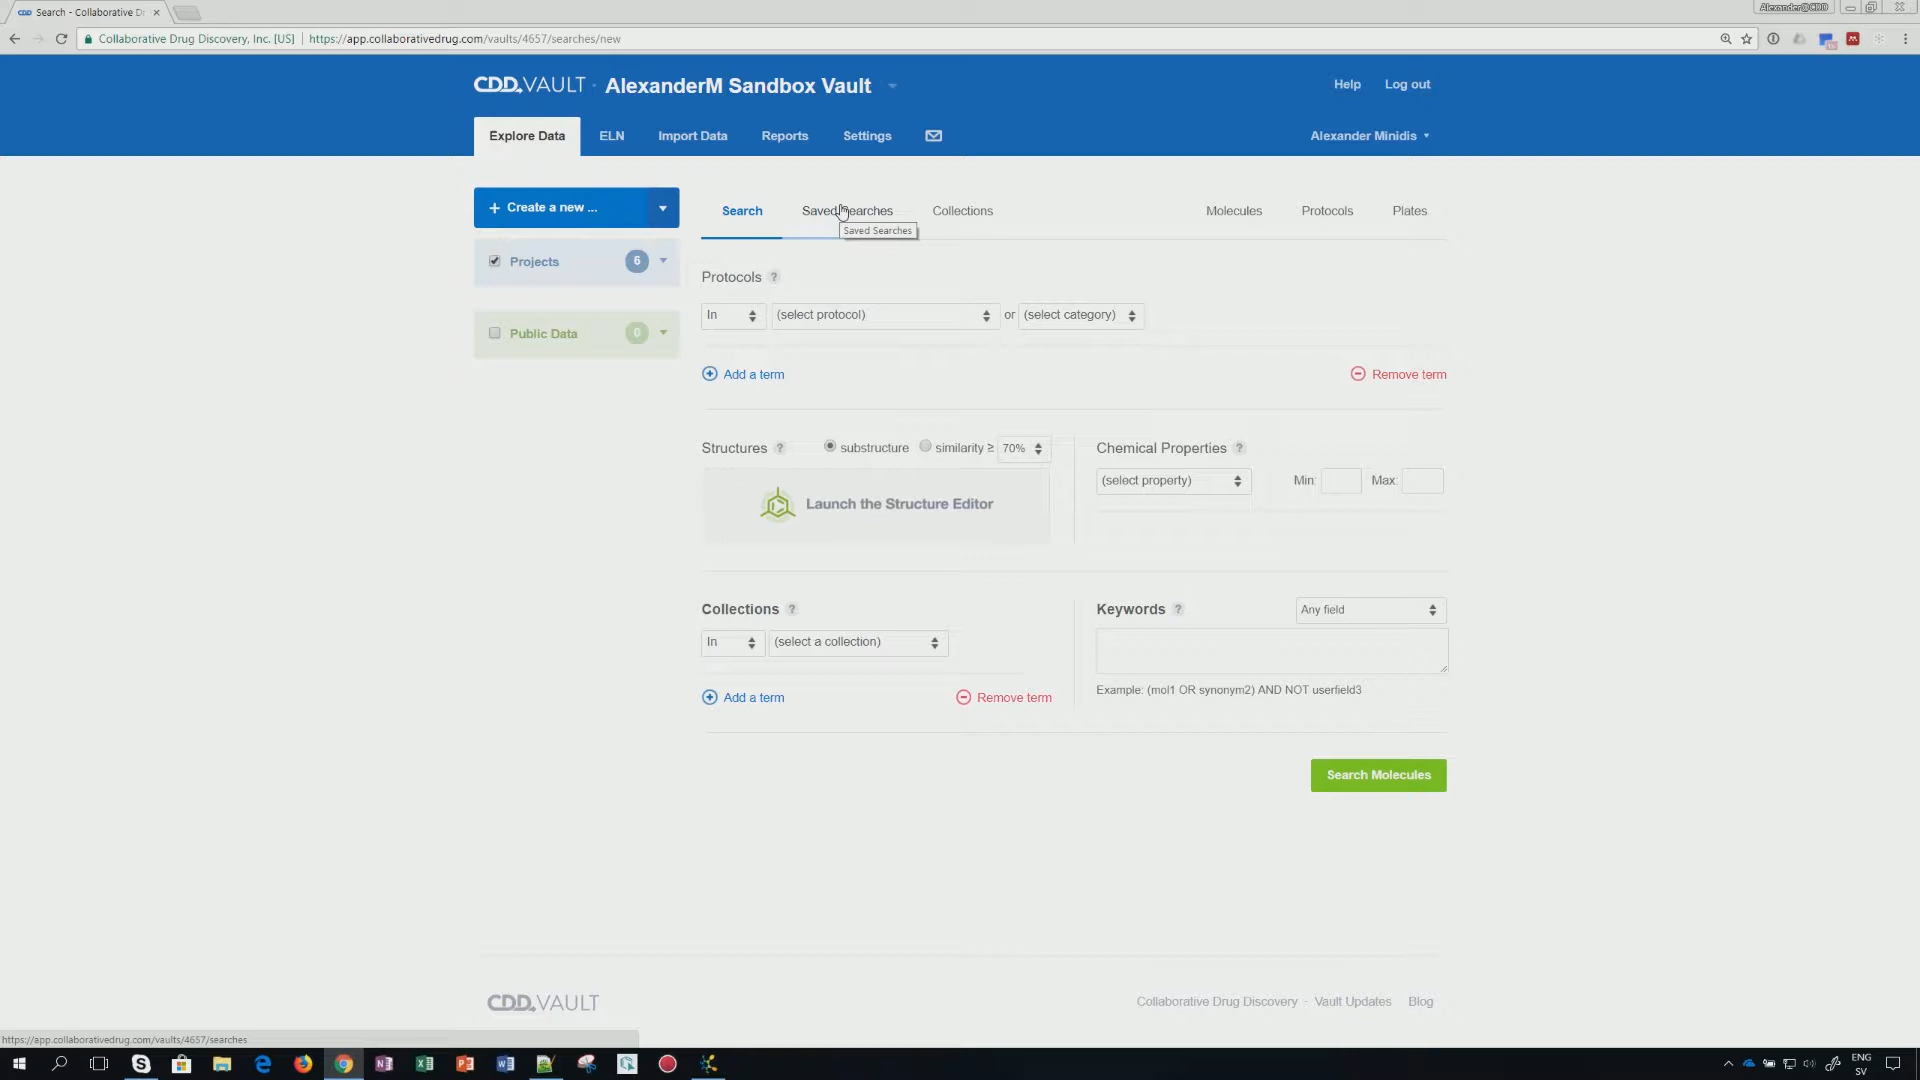 Search - Collaborative D
Alexander@CDD
Collaborative Drug Discovery, Inc. [US]
https://app.collaborativedrug.com/vaults/4657/searches/new
CDD VAULT
AlexanderM Sandbox Vault
Help
Log out
Explore Data
ELN
Import Data
Reports
Settings
Alexander Minidis
+ Create a new ...
Search
Saved Searches
Collections
Molecules
Protocols
Plates
Saved Searches
Projects
6
Public Data
0
Protocols ?
In
(select protocol)
or
(select category)
Add a term
Remove term
Structures ?
substructure
similarity ≥
70%
Launch the Structure Editor
Chemical Properties ?
(select property)
Min:
Max:
Collections ?
In
(select a collection)
Add a term
Remove term
Keywords ?
Any field
Example: (mol1 OR synonym2) AND NOT userfield3
Search Molecules
CDD VAULT
Collaborative Drug Discovery - Vault Updates
Blog
https://app.collaborativedrug.com/vaults/4657/searches
ENG
SV